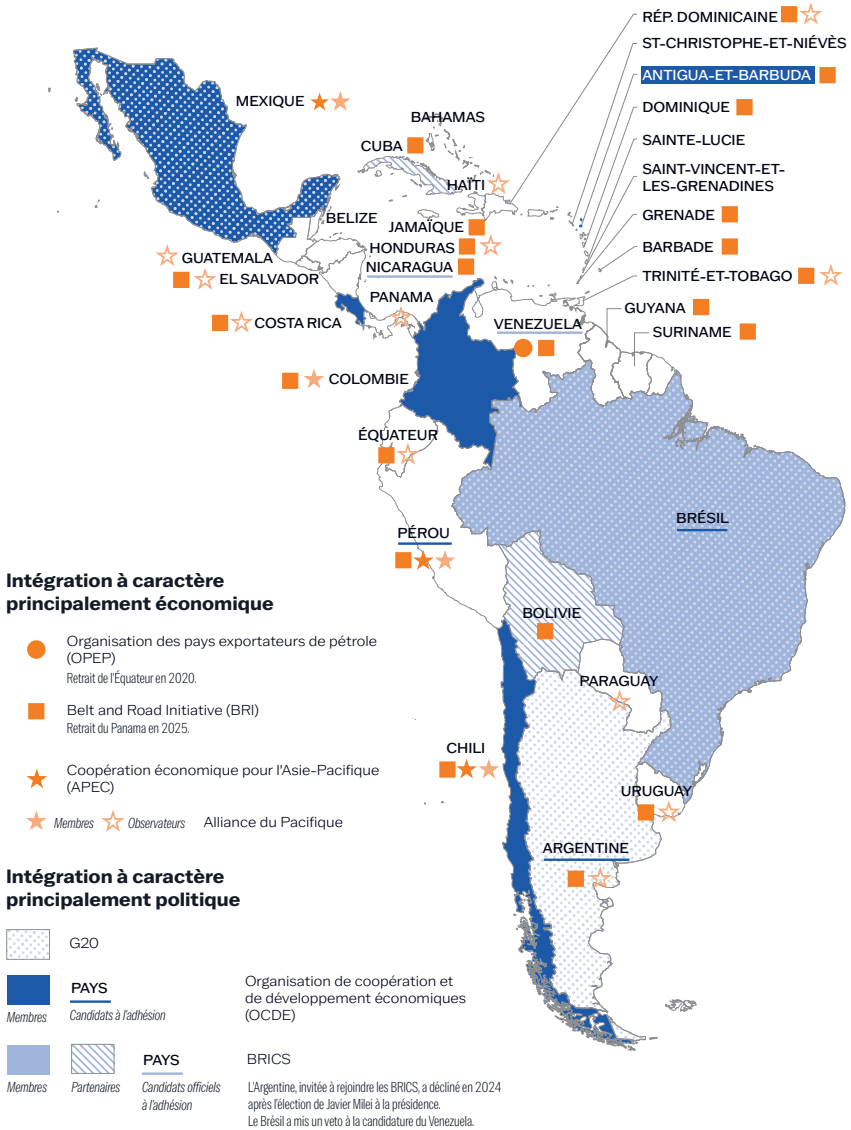 RÉP. DOMINICAINE
ST-CHRISTOPHE-ET-NIÉVÈS
ANTIGUA-ET-BARBUDA
MEXIQUE
DOMINIQUE
BAHAMAS
CUBA
SAINTE-LUCIE
HAÏTI
SAINT-VINCENT-ET-
LES-GRENADINES
BELIZE
GRENADE
JAMAÏQUE
HONDURAS
BARBADE
GUATEMALA
NICARAGUA
EL SALVADOR
TRINITÉ-ET-TOBAGO
PANAMA
GUYANA
COSTA RICA
VENEZUELA
SURINAME
COLOMBIE
ÉQUATEUR
BRÉSIL
PÉROU
BOLIVIE
PARAGUAY
CHILI
URUGUAY
ARGENTINE
Intégration à caractère
principalement économique
Organisation des pays exportateurs de pétrole
(OPEP)
Retrait de l'Équateur en 2020.
Belt and Road Initiative (BRI)
Retrait du Panama en 2025.
Coopération économique pour l'Asie-Pacifique
(APEC)
Membres Observateurs Alliance du Pacifique
Intégration à caractère
principalement politique
G20
PAYS
Organisation de coopération et
de développement économiques
(OCDE)
Membres Candidats à l'adhésion
PAYS BRICS
Membres Partenaires Candidats officiels
à l'adhésion
L'Argentine, invitée à rejoindre les BRICS, a décliné en 2024
après l'élection de Javier Milei à la présidence.
Le Brésil a mis un veto à la candidature du Venezuela.